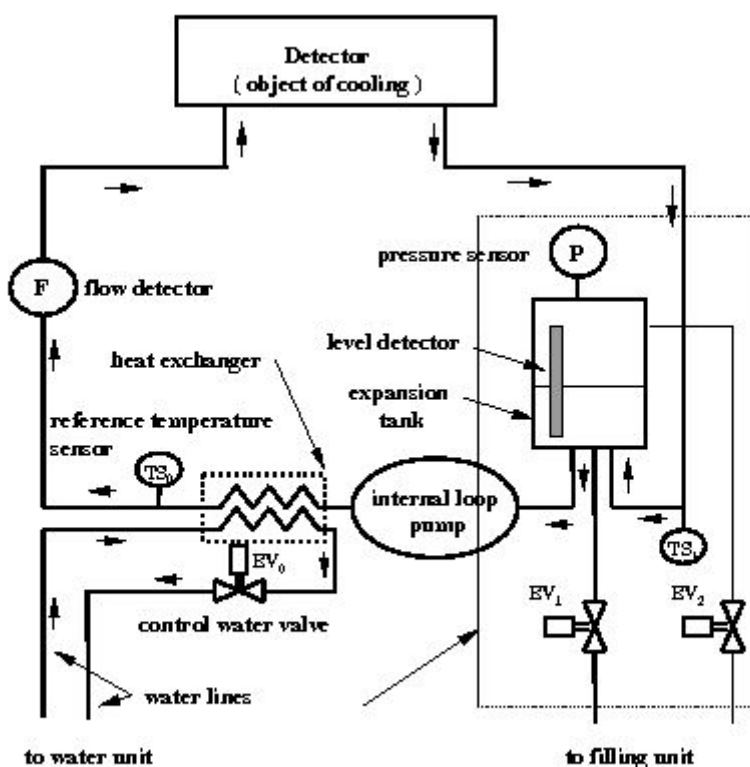 Detector
( object of cooling )
pressure sensor
P
F
flow detector
level detector
heat exchanger
expansion
tank
reference temperature
sensor
TS₀
internal loop
pump
TS₁
EV₀
EV₁
EV₂
control water valve
water lines
to water unit
to filling unit